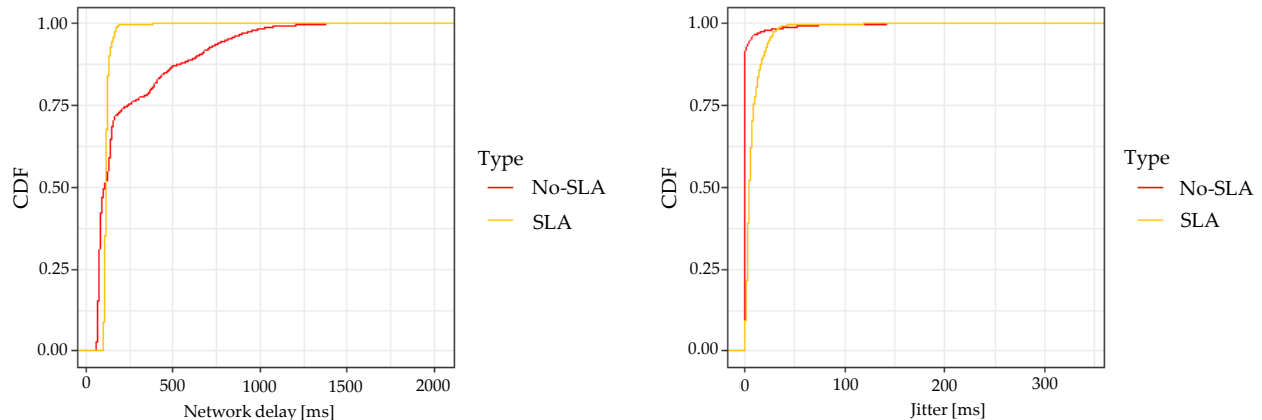 1.00
0.75
0.50
0.25
0.00
CDF
0 500 1000 1500 2000
Network delay [ms]
Type
No-SLA
SLA
1.00
0.75
0.50
0.25
0.00
CDF
0 100 200 300
Jitter [ms]
Type
No-SLA
SLA